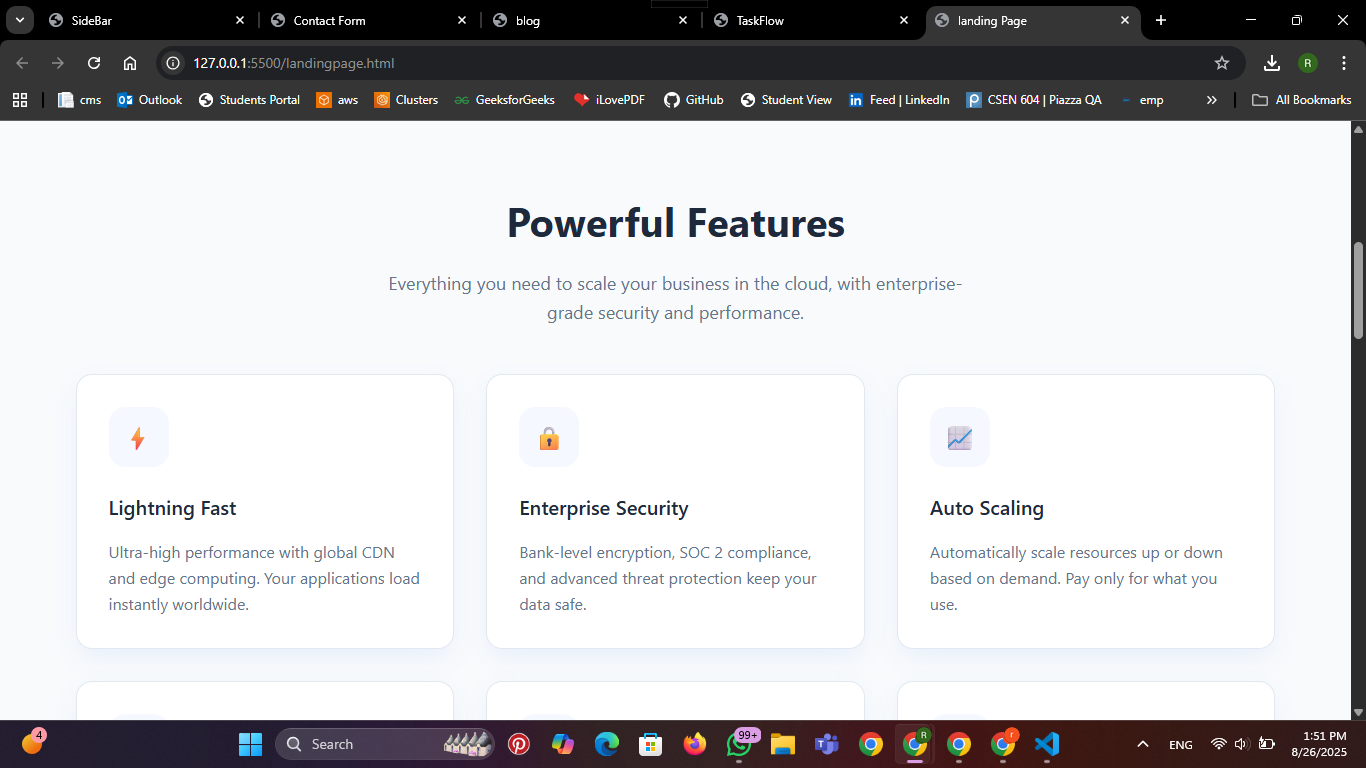 SideBar
Contact Form
blog
TaskFlow
landing Page
127.0.0.1:5500/landingpage.html
R
cms
Outlook
Students Portal
aws
Clusters
GeeksforGeeks
iLovePDF
GitHub
Student View
Feed | LinkedIn
CSEN 604 | Piazza QA
emp
All Bookmarks
Powerful Features
Everything you need to scale your business in the cloud, with enterprise-
grade security and performance.
Lightning Fast
Ultra-high performance with global CDN
and edge computing. Your applications load
instantly worldwide.
Enterprise Security
Bank-level encryption, SOC 2 compliance,
and advanced threat protection keep your
data safe.
Auto Scaling
Automatically scale resources up or down
based on demand. Pay only for what you
use.
4
Search
99+
R
r
ENG
1:51 PM
8/26/2025